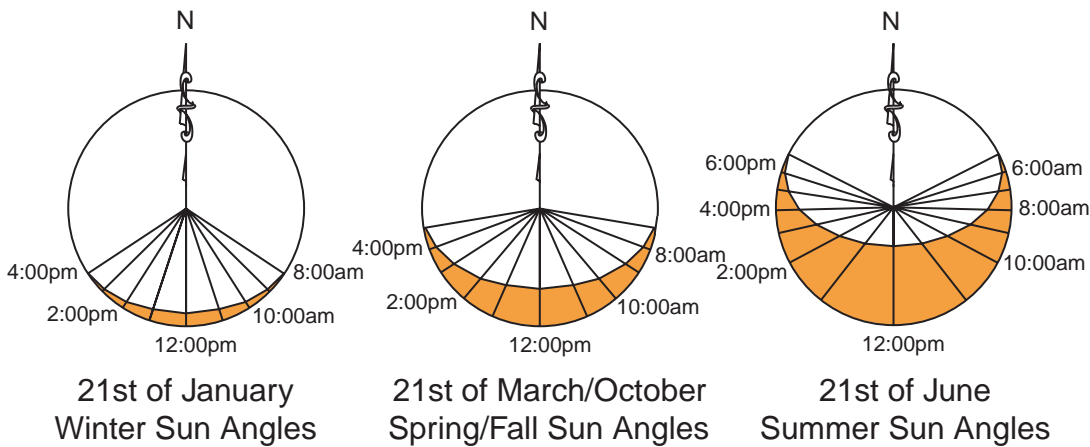 N
4:00pm
2:00pm
12:00pm
10:00am
8:00am
21st of January
Winter Sun Angles
N
4:00pm
2:00pm
12:00pm
10:00am
8:00am
21st of March/October
Spring/Fall Sun Angles
N
6:00pm
4:00pm
2:00pm
12:00pm
10:00am
8:00am
6:00am
21st of June
Summer Sun Angles